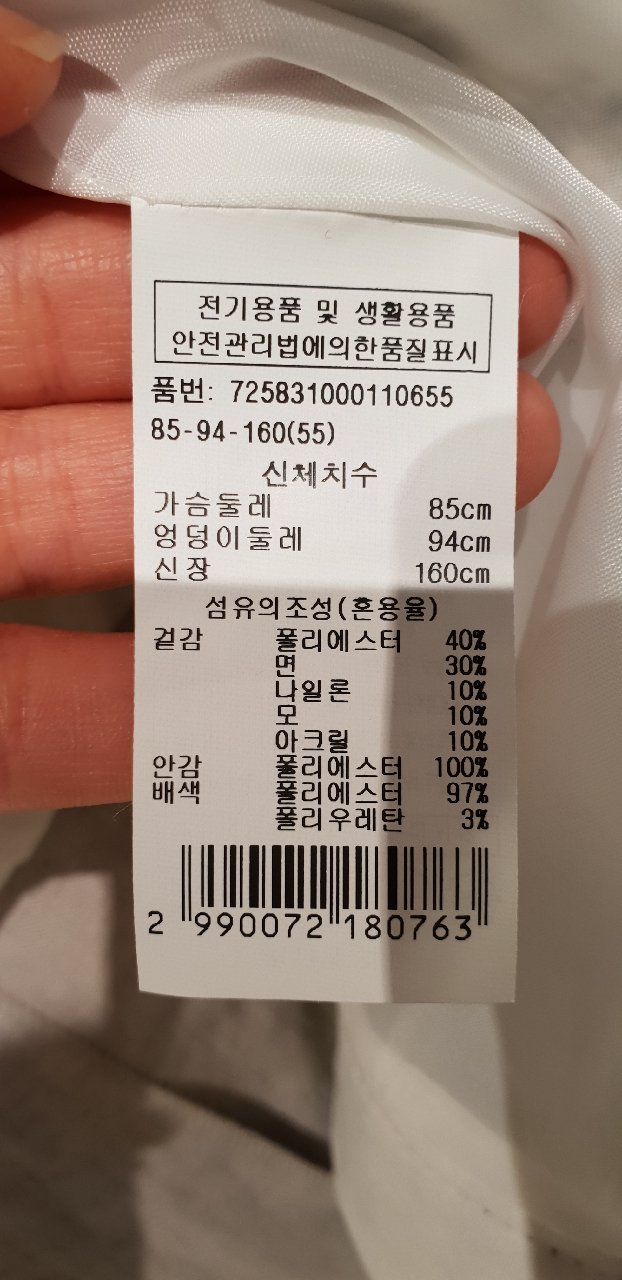 전기용품 및 생활용품
안전관리법에의한품질표시
품번: 725831000110655
85-94-160(55)
신체치수
가슴둘레 85cm
엉덩이둘레 94cm
신장 160cm
섬유의조성(혼용율)
겉감 폴리에스터 40%
면 30%
나일론 10%
모 10%
아크릴 10%
안감 폴리에스터 100%
배색 폴리에스터 97%
폴리우레탄 3%
2 990072 180763